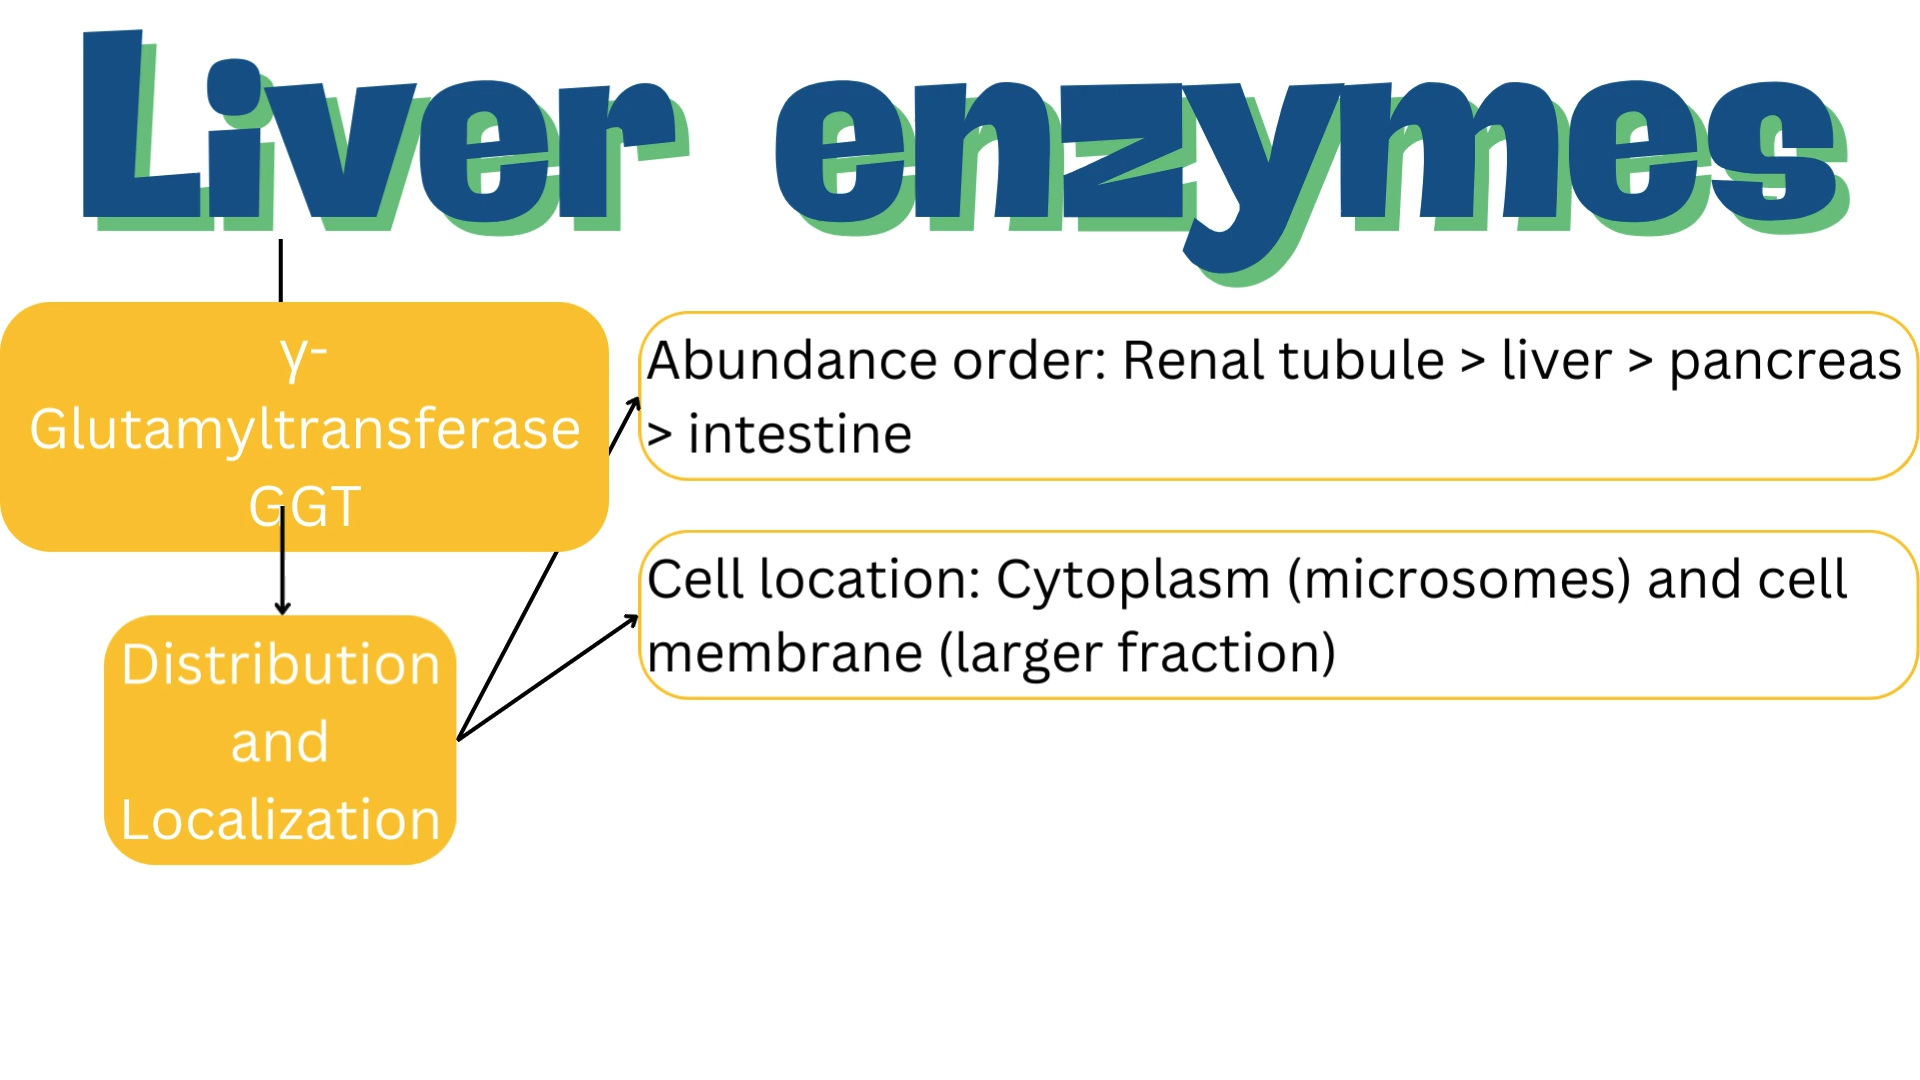 Liver enzymes
γ-
Glutamyltransferase
GGT
Abundance order: Renal tubule > liver > pancreas
> intestine
Cell location: Cytoplasm (microsomes) and cell
membrane (larger fraction)
Distribution
and
Localization